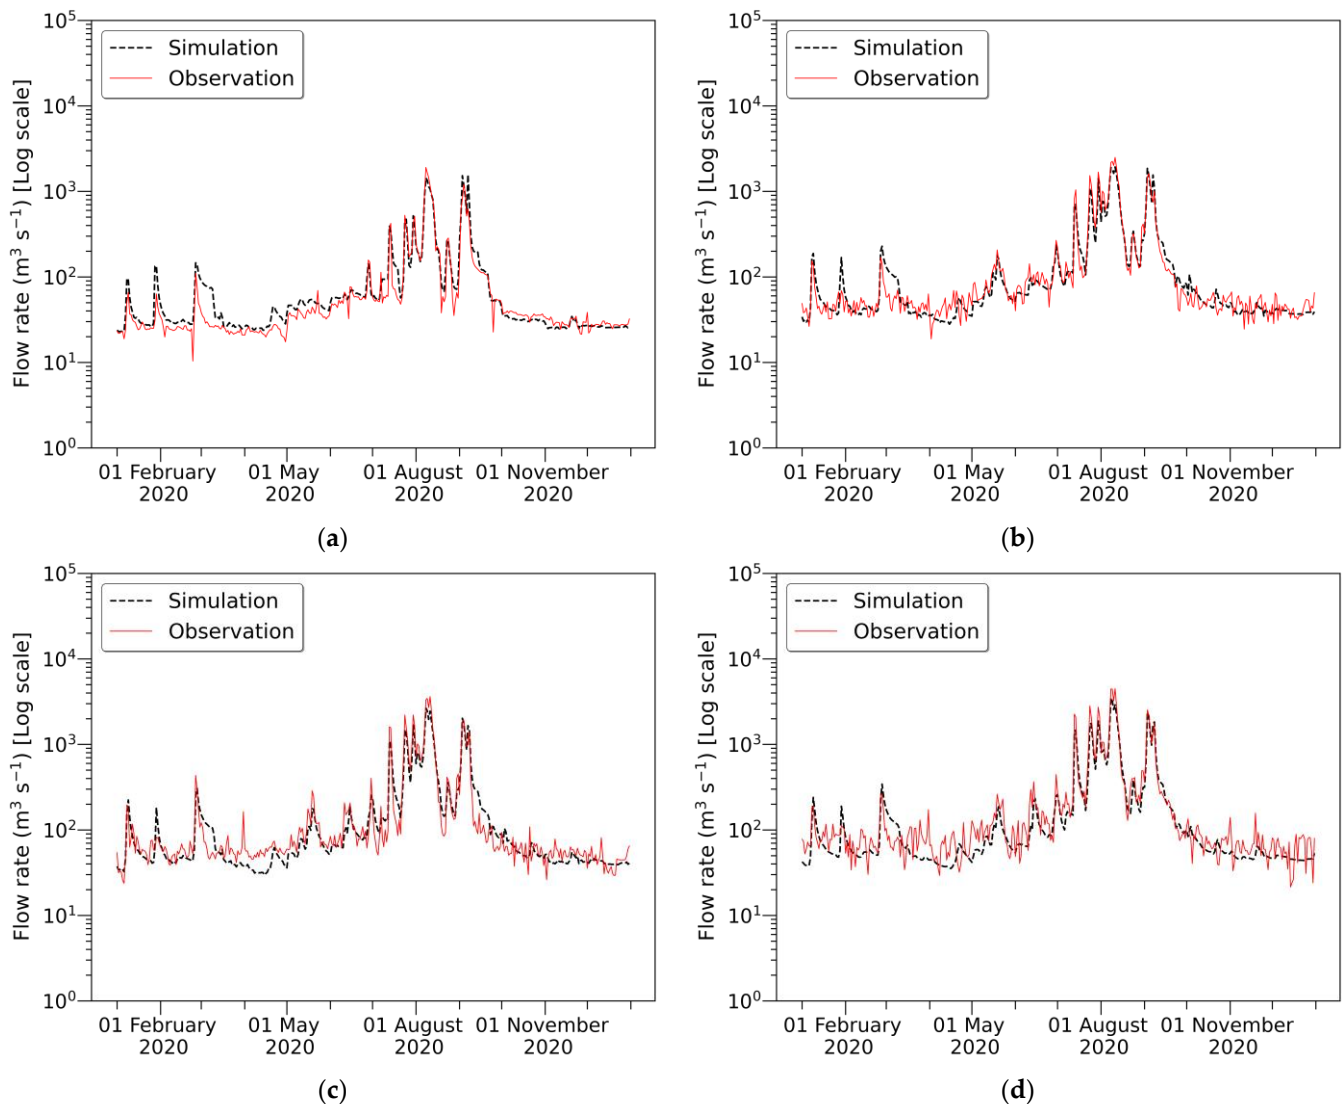 10^5
10^4
10^3
10^2
10^1
10^0
Flow rate (m^3 s^−1) [Log scale]
Simulation
Observation
01 February
2020
01 May
2020
01 August
2020
01 November
2020
(a)
10^5
10^4
10^3
10^2
10^1
10^0
Flow rate (m^3 s^−1) [Log scale]
Simulation
Observation
01 February
2020
01 May
2020
01 August
2020
01 November
2020
(b)
10^5
10^4
10^3
10^2
10^1
10^0
Flow rate (m^3 s^−1) [Log scale]
Simulation
Observation
01 February
2020
01 May
2020
01 August
2020
01 November
2020
(c)
10^5
10^4
10^3
10^2
10^1
10^0
Flow rate (m^3 s^−1) [Log scale]
Simulation
Observation
01 February
2020
01 May
2020
01 August
2020
01 November
2020
(d)